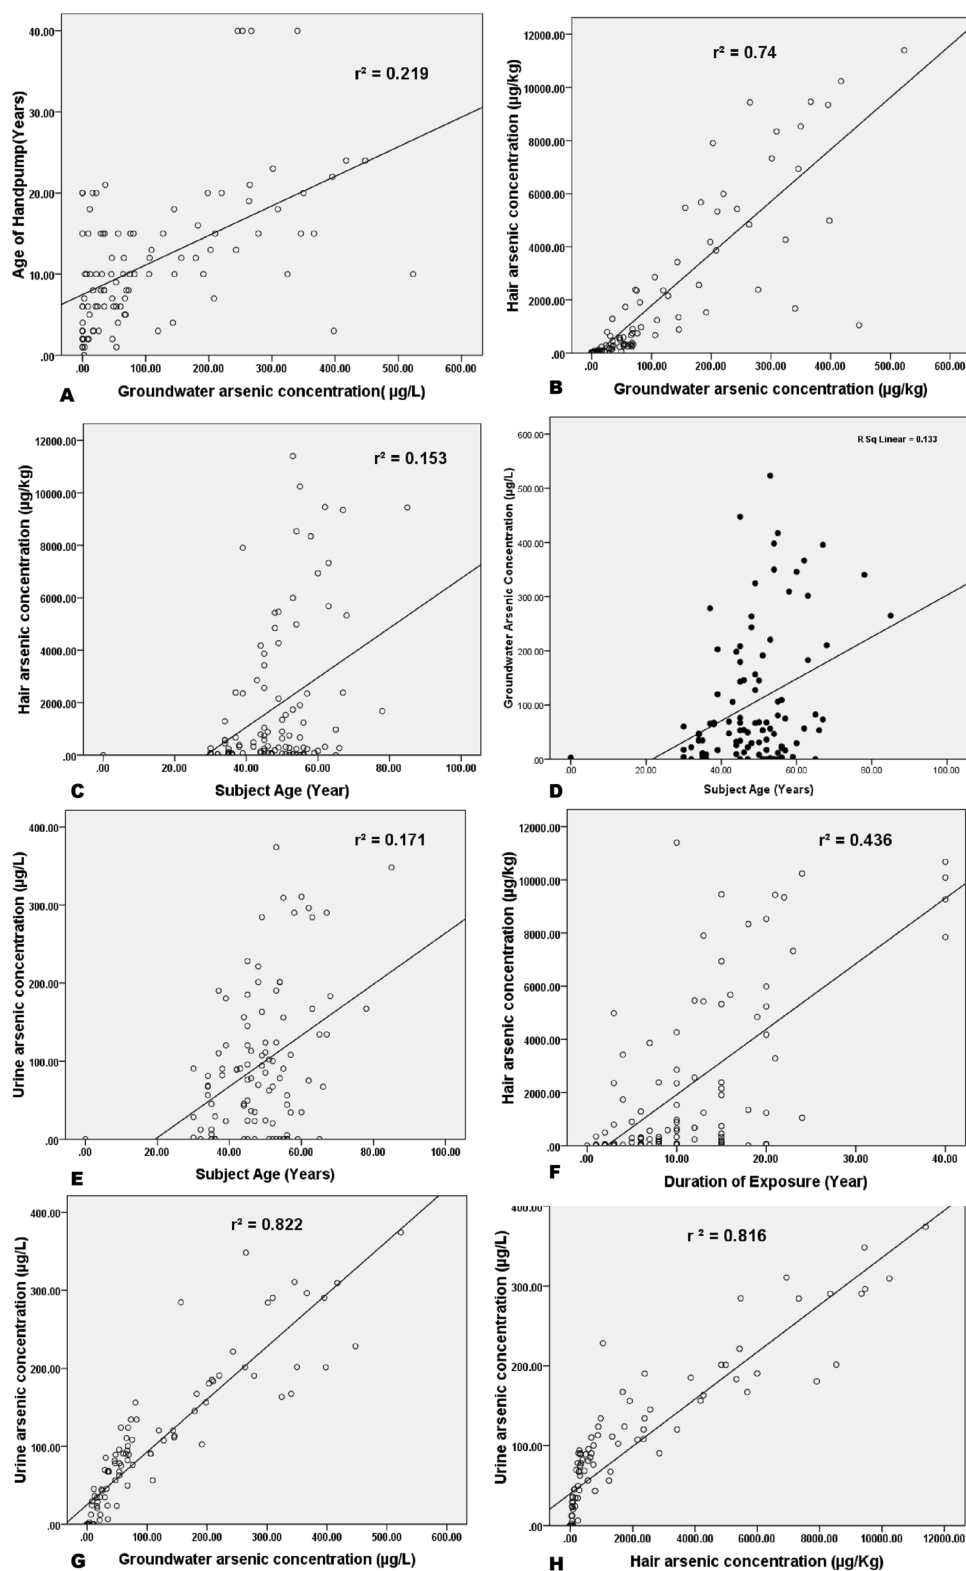 r² = 0.219
Age of Handpump(Years)
40.00
30.00
20.00
10.00
.00
.00 100.00 200.00 300.00 400.00 500.00 600.00
A Groundwater arsenic concentration( µg/L)
r² = 0.74
Hair arsenic concentration (µg/kg)
12000.00
10000.00
8000.00
6000.00
4000.00
2000.00
.00
.00 100.00 200.00 300.00 400.00 500.00 600.00
B Groundwater arsenic concentration (µg/kg)
r² = 0.153
Hair arsenic concentration (µg/kg)
12000.00
10000.00
8000.00
6000.00
4000.00
2000.00
.00
.00 20.00 40.00 60.00 80.00 100.00
C Subject Age (Year)
R Sq Linear = 0.133
Groundwater Arsenic Concentration (µg/L)
600.00
500.00
400.00
300.00
200.00
100.00
.00
.00 20.00 40.00 60.00 80.00 100.00
D Subject Age (Years)
r² = 0.171
Urine arsenic concentration (µg/L)
400.00
300.00
200.00
100.00
.00
.00 20.00 40.00 60.00 80.00 100.00
E Subject Age (Years)
r² = 0.436
Hair arsenic concentration (µg/kg)
12000.00
10000.00
8000.00
6000.00
4000.00
2000.00
.00
.00 10.00 20.00 30.00 40.00
F Duration of Exposure (Year)
r² = 0.822
Urine arsenic concentration (µg/L)
400.00
300.00
200.00
100.00
.00
.00 100.00 200.00 300.00 400.00 500.00 600.00
G Groundwater arsenic concentration (µg/L)
r ² = 0.816
Urine arsenic concentration (µg/L)
400.00
300.00
200.00
100.00
.00
.00 2000.00 4000.00 6000.00 8000.00 10000.00 12000.00
H Hair arsenic concentration (µg/Kg)